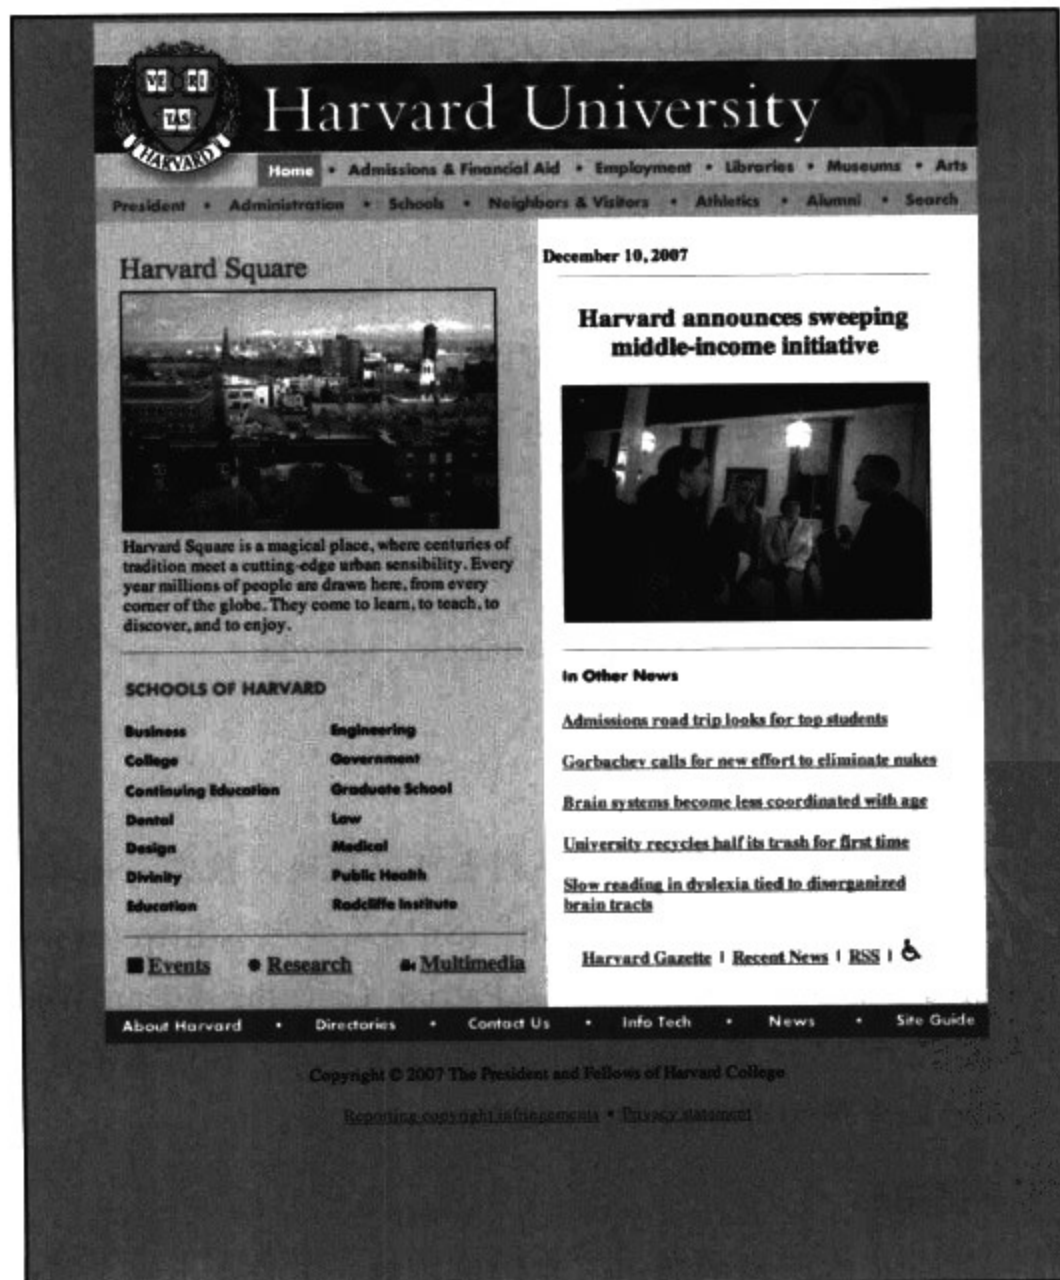 VE RI
TAS
HARVARD
Harvard University
Home • Admissions & Financial Aid • Employment • Libraries • Museums • Arts
President • Administration • Schools • Neighbors & Visitors • Athletics • Alumni • Search
Harvard Square
Harvard Square is a magical place, where centuries of
tradition meet a cutting-edge urban sensibility. Every
year millions of people are drawn here, from every
corner of the globe. They come to learn, to teach, to
discover, and to enjoy.
SCHOOLS OF HARVARD
Business
College
Continuing Education
Dental
Design
Divinity
Education
Engineering
Government
Graduate School
Law
Medical
Public Health
Radcliffe Institute
Events Research Multimedia
December 10, 2007
Harvard announces sweeping
middle-income initiative
In Other News
Admissions road trip looks for top students
Gorbachev calls for new effort to eliminate nukes
Brain systems become less coordinated with age
University recycles half its trash for first time
Slow reading in dyslexia tied to disorganized
brain tracts
Harvard Gazette | Recent News | RSS |
About Harvard • Directories • Contact Us • Info Tech • News • Site Guide
Copyright © 2007 The President and Fellows of Harvard College
Reporting copyright infringements • Privacy statement